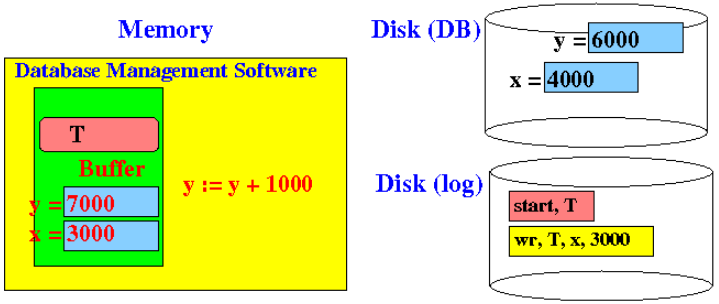 Memory
Database Management Software
T
Buffer
y = 7000
x = 3000
y := y + 1000
Disk (DB)
y = 6000
x = 4000
Disk (log)
start, T
wr, T, x, 3000